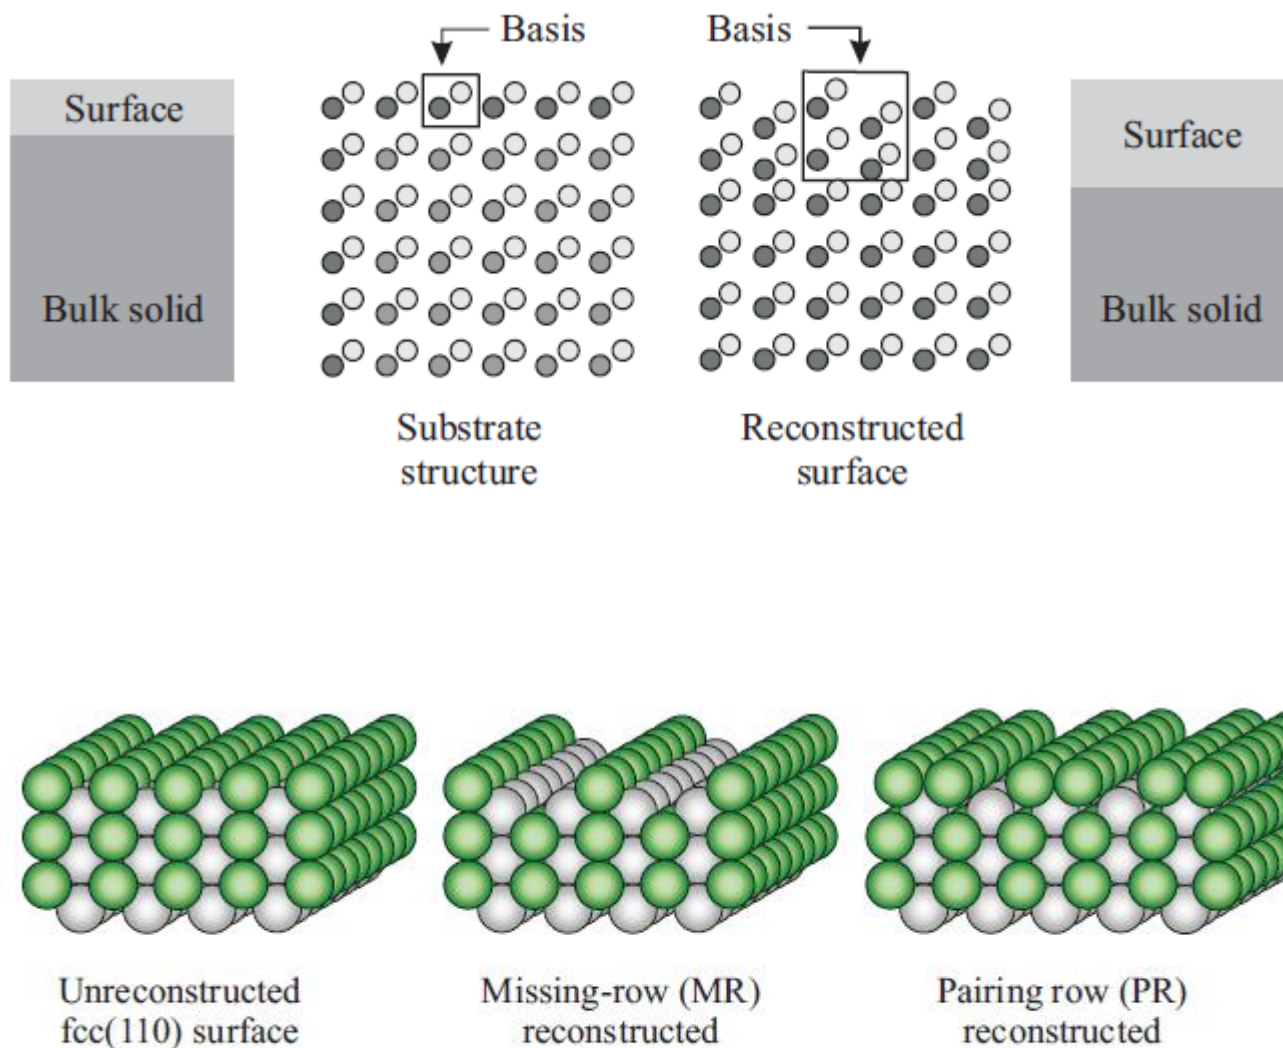 Basis
Basis
Surface
Surface
Bulk solid
Bulk solid
Substrate
structure
Reconstructed
surface
Unreconstructed
fcc(110) surface
Missing-row (MR)
reconstructed
Pairing row (PR)
reconstructed